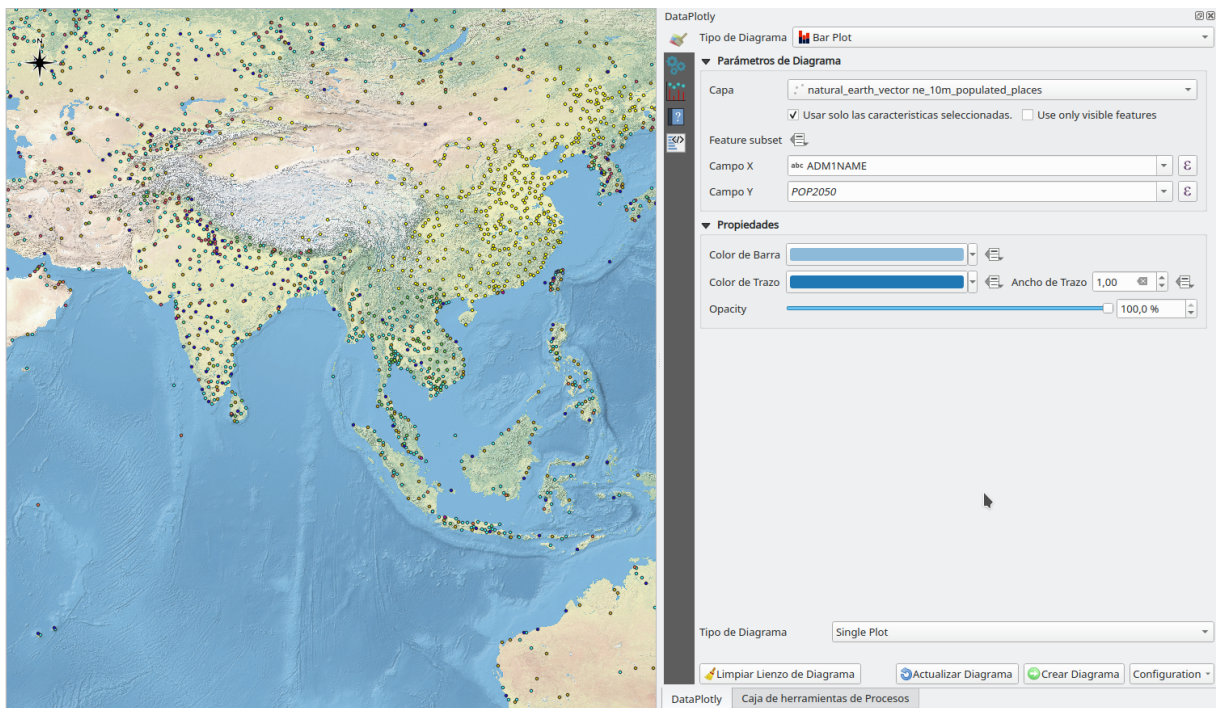 DataPlotly
Tipo de Diagrama Bar Plot
Parámetros de Diagrama
Capa natural_earth_vector ne_10m_populated_places
Usar solo las caracteristicas seleccionadas. Use only visible features
Feature subset
Campo X abc ADM1NAME ε
Campo Y POP2050 ε
Propiedades
Color de Barra
Color de Trazo Ancho de Trazo 1,00
Opacity 100,0 %
Tipo de Diagrama Single Plot
Limpiar Lienzo de Diagrama Actualizar Diagrama Crear Diagrama Configuration
DataPlotly Caja de herramientas de Procesos